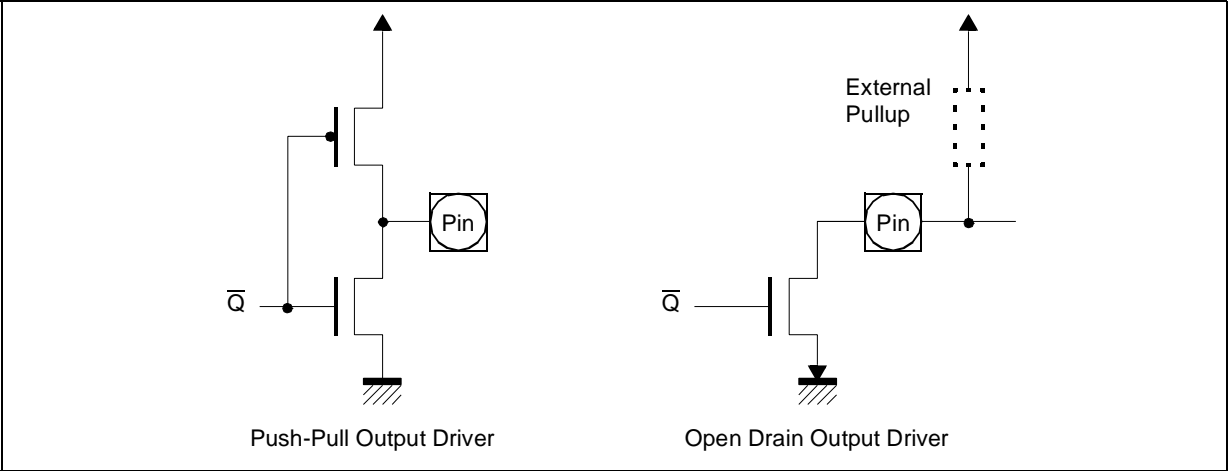 External
Pullup
Pin
Pin
Q̅
Q̅
Push-Pull Output Driver
Open Drain Output Driver